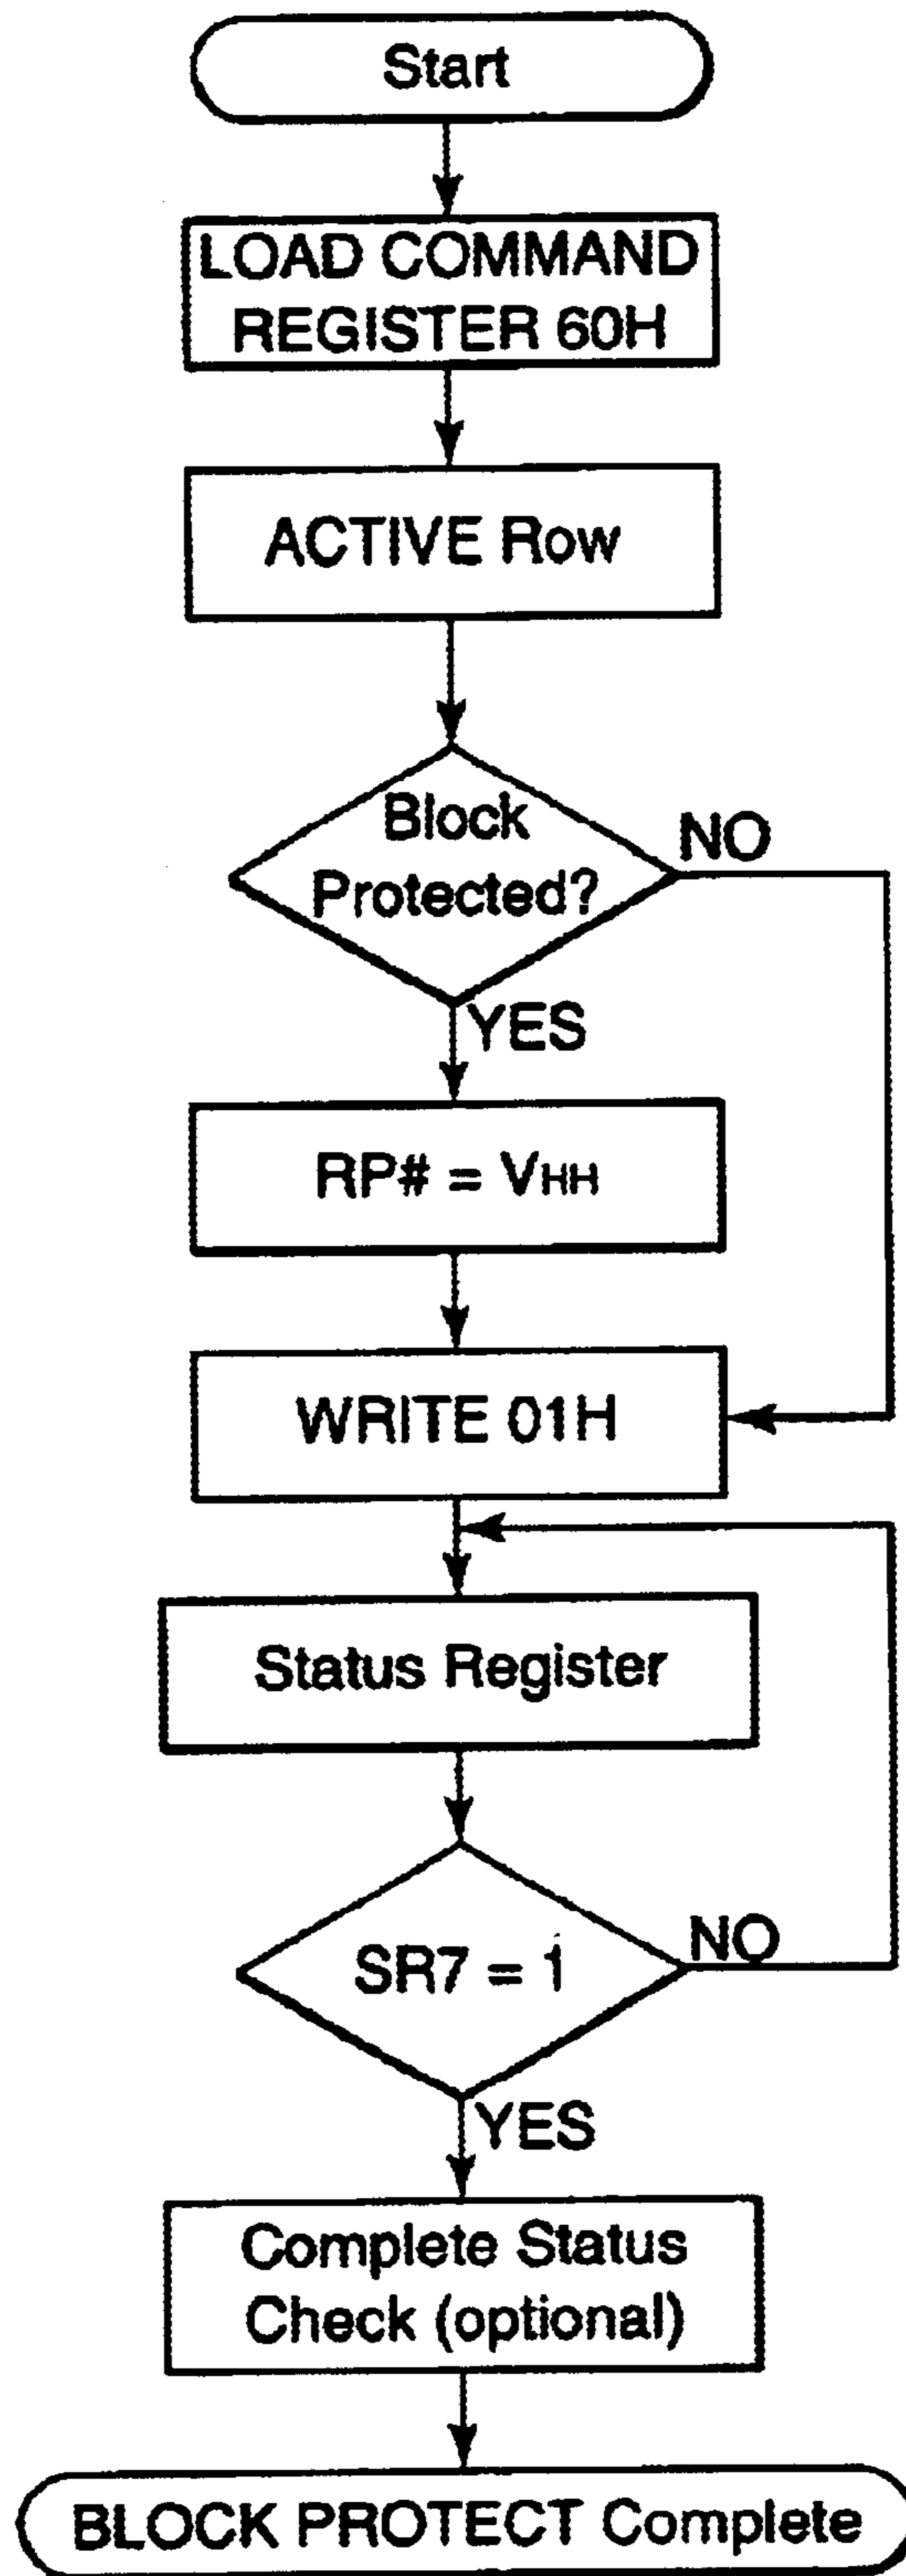 Start
LOAD COMMAND
REGISTER 60H
ACTIVE Row
Block
Protected?
NO
YES
RP# = VHH
WRITE 01H
Status Register
SR7 = 1
NO
YES
Complete Status
Check (optional)
BLOCK PROTECT Complete